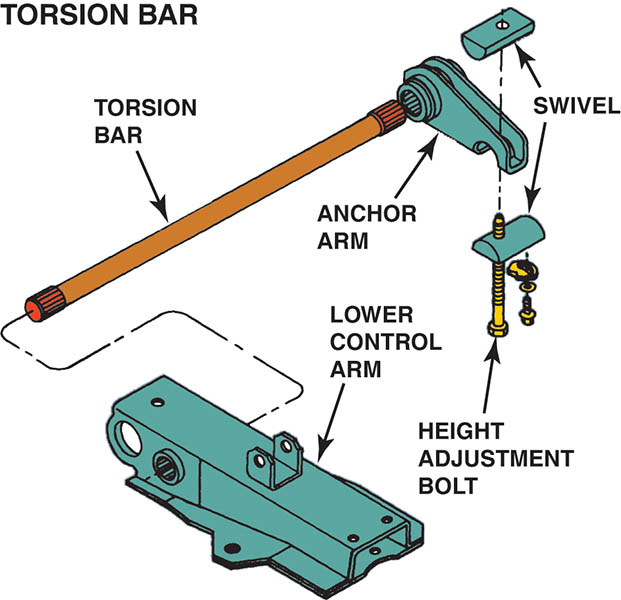 TORSION BAR
TORSION
BAR
SWIVEL
ANCHOR
ARM
LOWER
CONTROL
ARM
HEIGHT
ADJUSTMENT
BOLT